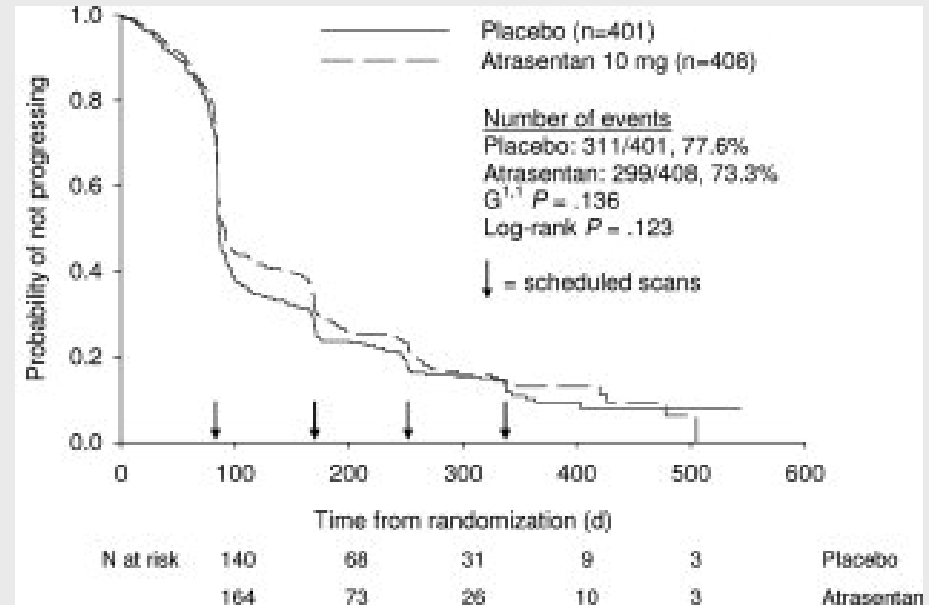 Probability of not progressing
1.0
0.8
0.6
0.4
0.2
0.0
Placebo (n=401)
Atrasentan 10 mg (n=408)
Number of events
Placebo: 311/401, 77.6%
Atrasentan: 299/408, 73.3%
G1,1 P = .136
Log-rank P = .123
= scheduled scans
0 100 200 300 400 500 600
Time from randomization (d)
N at risk 140 68 31 9 3 Placebo
164 73 26 10 3 Atrasentan